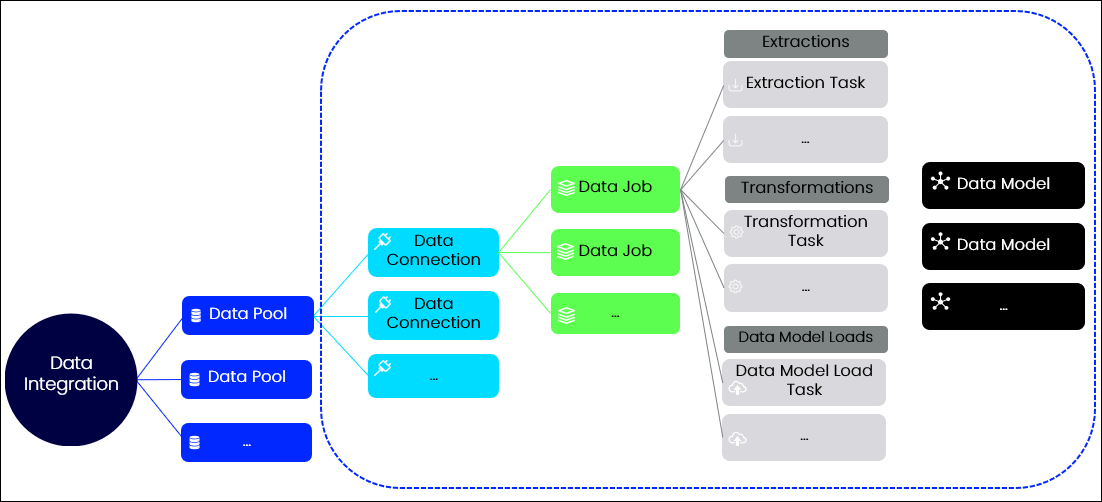 Data
Integration
Data Pool
Data Pool
...
Data
Connection
Data
Connection
...
Data Job
Data Job
...
Extractions
Extraction Task
...
Transformations
Transformation
Task
...
Data Model Loads
Data Model Load
Task
...
Data Model
Data Model
...